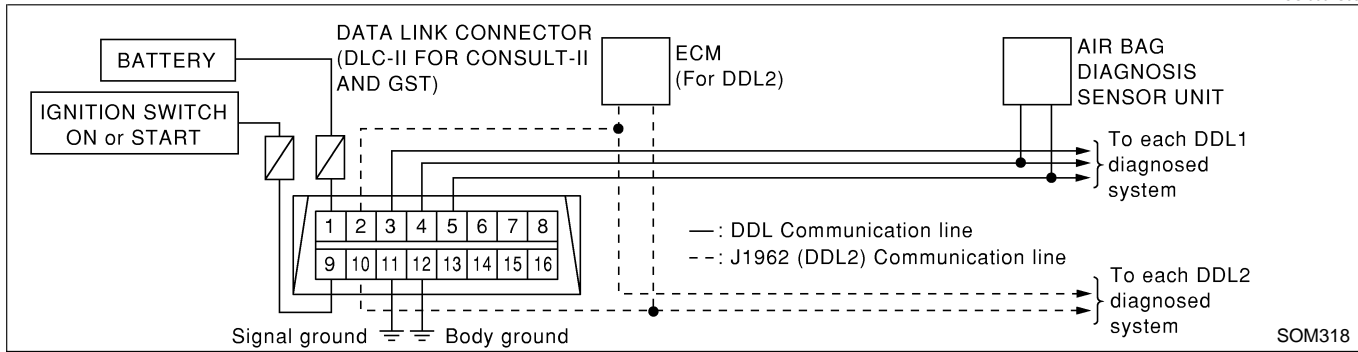 DATA LINK CONNECTOR
(DLC-II FOR CONSULT-II
AND GST)
BATTERY
IGNITION SWITCH
ON or START
ECM
(For DDL2)
AIR BAG
DIAGNOSIS
SENSOR UNIT
To each DDL1
diagnosed
system
1 2 3 4 5 6 7 8
9 10 11 12 13 14 15 16
: DDL Communication line
: J1962 (DDL2) Communication line
To each DDL2
diagnosed
system
Signal ground
Body ground
SOM318